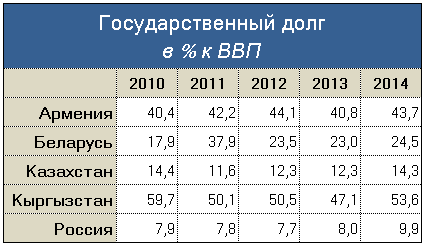 Государственный долг
в % к ВВП
2010 2011 2012 2013 2014
Армения 40,4 42,2 44,1 40,8 43,7
Беларусь 17,9 37,9 23,5 23,0 24,5
Казахстан 14,4 11,6 12,3 12,3 14,3
Кыргызстан 59,7 50,1 50,5 47,1 53,6
Россия 7,9 7,8 7,7 8,0 9,9